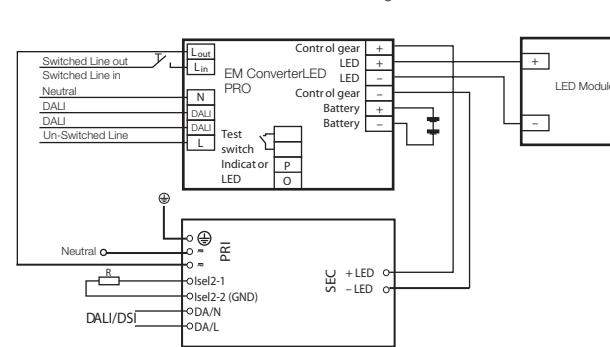 Switched Line out
Switched Line in
Neutral
DALI
DALI
Un-Switched Line
Lout
Lin
N
DALI
DALI
L
EM ConverterLED
PRO
Test
switch
Indicator
LED
P
O
Control gear +
LED +
LED –
Control gear –
Battery +
Battery –
+
–
LED Module
Neutral
R
DALI/DSI
PRI
Isel2-1
Isel2-2 (GND)
DA/N
DA/L
SEC
+ LED
– LED